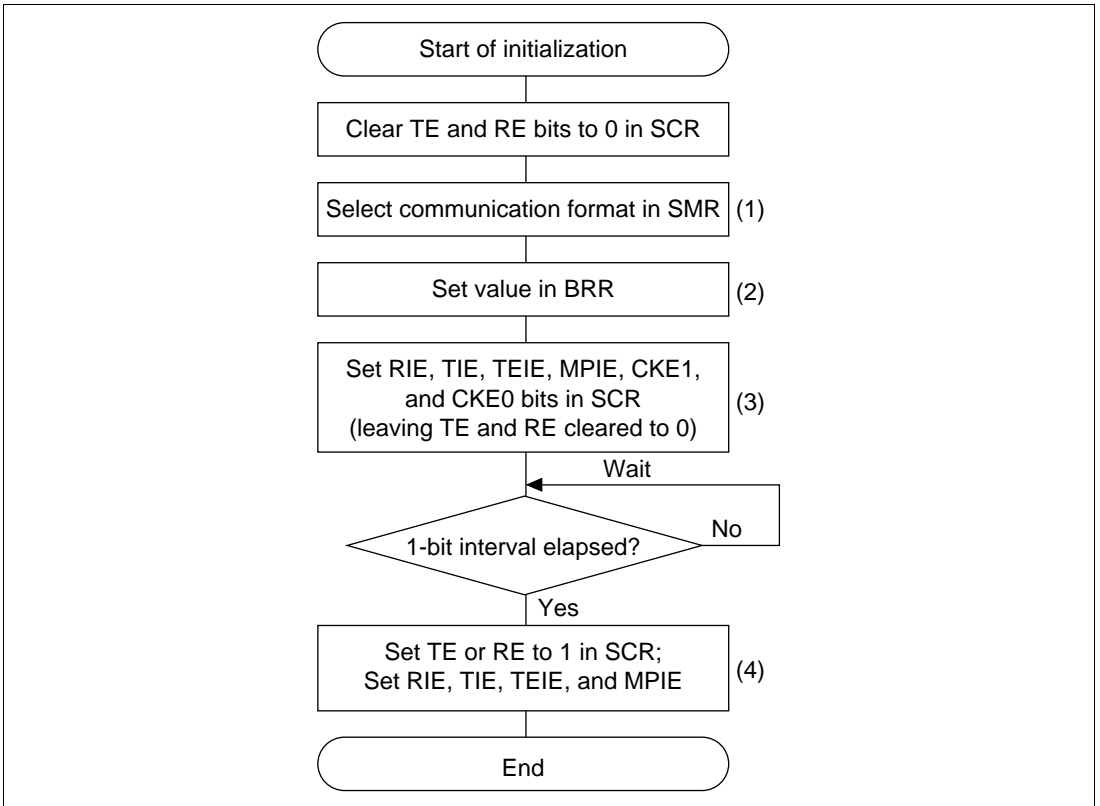 Start of initialization
Clear TE and RE bits to 0 in SCR
Select communication format in SMR
(1)
Set value in BRR
(2)
Set RIE, TIE, TEIE, MPIE, CKE1,
and CKE0 bits in SCR
(leaving TE and RE cleared to 0)
(3)
Wait
1-bit interval elapsed?
No
Yes
Set TE or RE to 1 in SCR;
Set RIE, TIE, TEIE, and MPIE
(4)
End